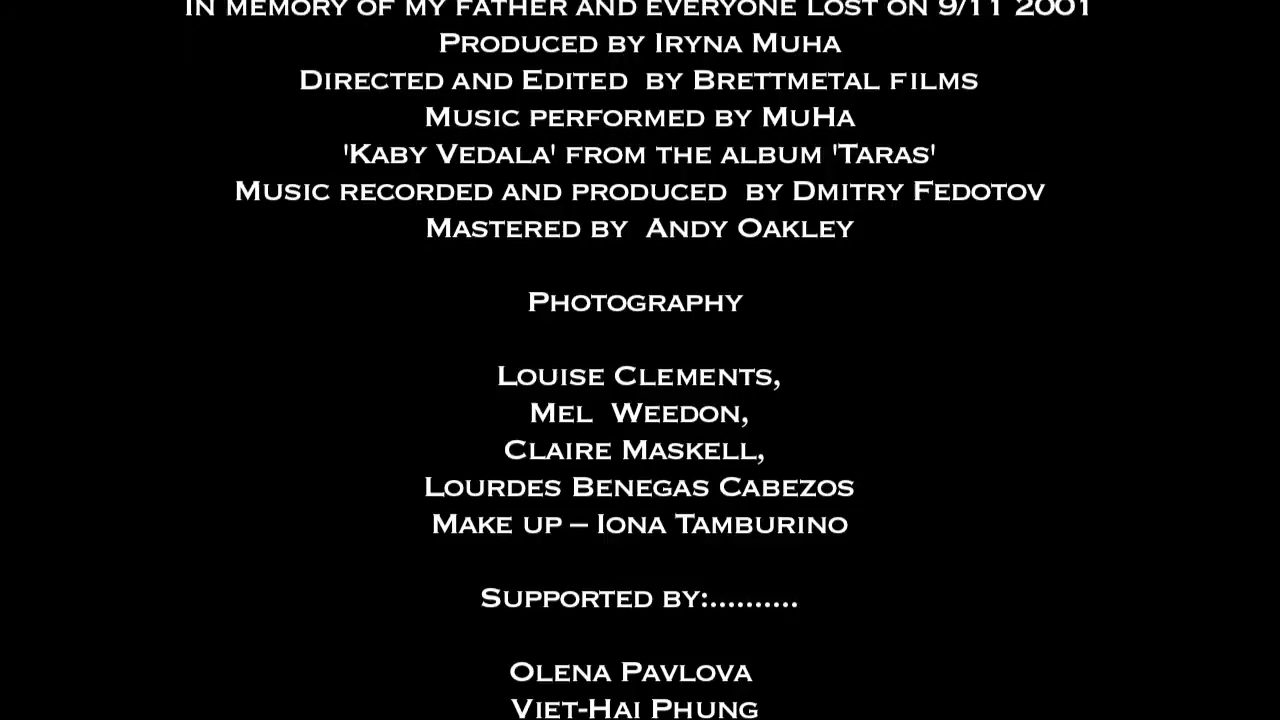 In memory of my father and everyone lost on 9/11 2001
Produced by Iryna Muha
Directed and Edited by Brettmetal films
Music performed by MuHa
'Kaby Vedala' from the album 'Taras'
Music recorded and produced by Dmitry Fedotov
Mastered by Andy Oakley
Photography
Louise Clements,
Mel Weedon,
Claire Maskell,
Lourdes Benegas Cabezos
Make up – Iona Tamburino
Supported by:..........
Olena Pavlova
Viet-Hai Phung